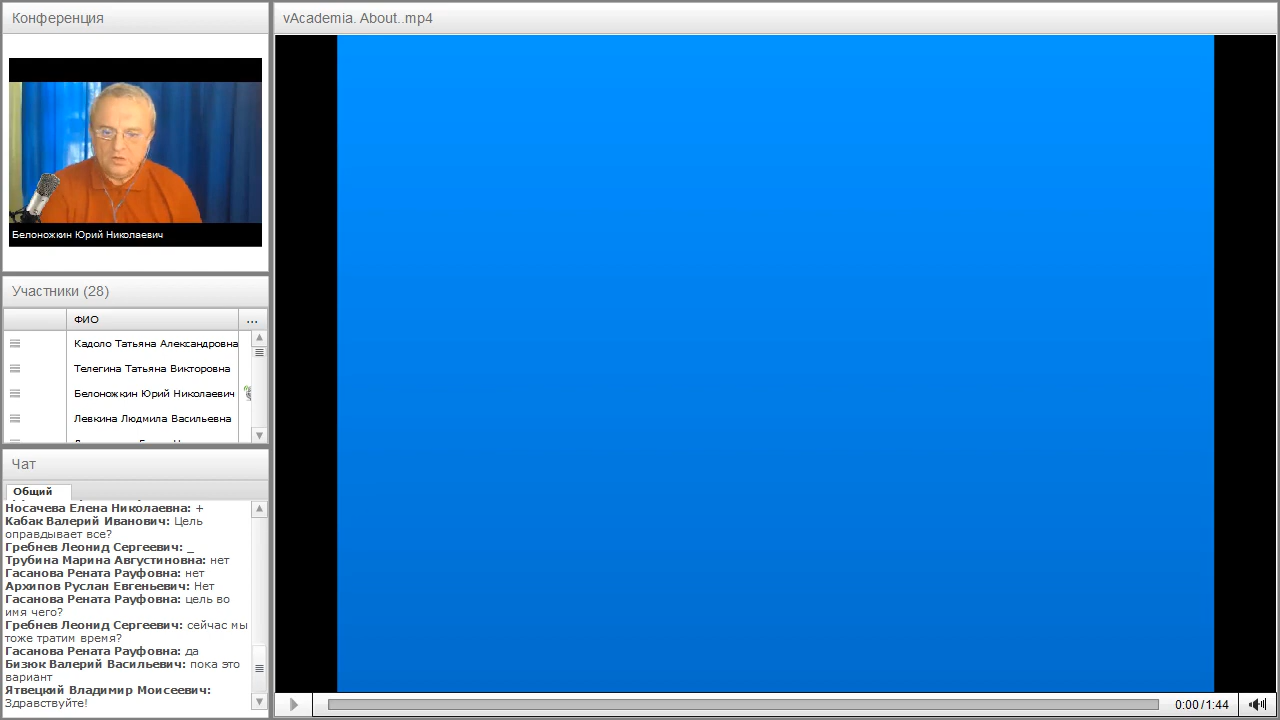 Конференция
Белоножкин Юрий Николаевич
Участники (28)
ФИО
...
Кадоло Татьяна Александровна
Телегина Татьяна Викторовна
Белоножкин Юрий Николаевич
Левкина Людмила Васильевна
Чат
Общий
Носачева Елена Николаевна: +
Кабак Валерий Иванович: Цель
оправдывает все?
Гребнев Леонид Сергеевич: _
Трубина Марина Августиновна: нет
Гасанова Рената Рауфовна: нет
Архипов Руслан Евгеньевич: Нет
Гасанова Рената Рауфовна: цель во
имя чего?
Гребнев Леонид Сергеевич: сейчас мы
тоже тратим время?
Гасанова Рената Рауфовна: да
Бизюк Валерий Васильевич: пока это
вариант
Ятвецкий Владимир Моисеевич:
Здравствуйте!
vAcademia. About..mp4
0:00/1:44